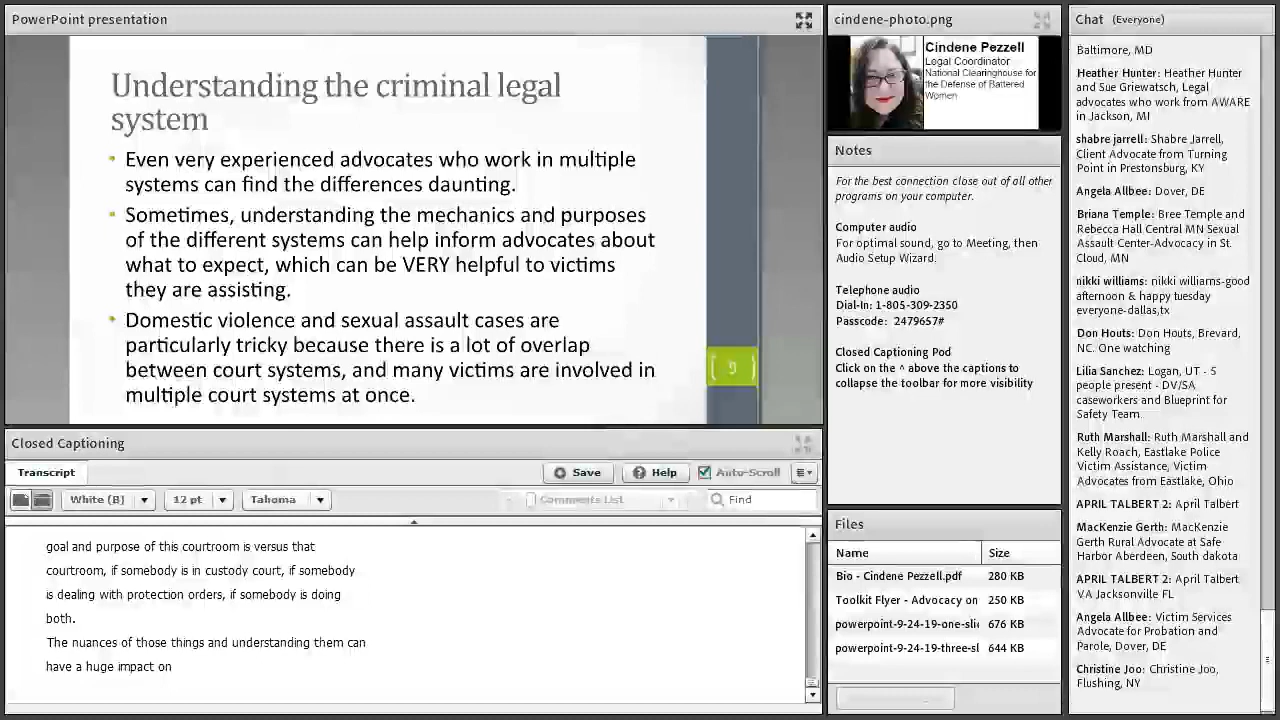 PowerPoint presentation
Understanding the criminal legal
system
Even very experienced advocates who work in multiple
systems can find the differences daunting.
Sometimes, understanding the mechanics and purposes
of the different systems can help inform advocates about
what to expect, which can be VERY helpful to victims
they are assisting.
Domestic violence and sexual assault cases are
particularly tricky because there is a lot of overlap
between court systems, and many victims are involved in
multiple court systems at once.
9
Closed Captioning
Transcript
Save
Help
Auto-Scroll
White (B)
12 pt
Tahoma
Comments List
Find
goal and purpose of this courtroom is versus that
courtroom, if somebody is in custody court, if somebody
is dealing with protection orders, if somebody is doing
both.
The nuances of those things and understanding them can
have a huge impact on
cindene-photo.png
Cindene Pezzell
Legal Coordinator
National Clearinghouse for
the Defense of Battered
Women
Notes
For the best connection close out of all other
programs on your computer.
Computer audio
For optimal sound, go to Meeting, then
Audio Setup Wizard.
Telephone audio
Dial-In: 1-805-309-2350
Passcode: 2479657#
Closed Captioning Pod
Click on the ^ above the captions to
collapse the toolbar for more visibility
Files
Name Size
Bio - Cindene Pezzell.pdf 280 KB
Toolkit Flyer - Advocacy on 250 KB
powerpoint-9-24-19-one-slic 676 KB
powerpoint-9-24-19-three-sl 644 KB
Chat (Everyone)
Baltimore, MD
Heather Hunter: Heather Hunter
and Sue Griewatsch, Legal
advocates who work from AWARE
in Jackson, MI
shabre jarrell: Shabre Jarrell,
Client Advocate from Turning
Point in Prestonsburg, KY
Angela Allbee: Dover, DE
Briana Temple: Bree Temple and
Rebecca Hall Central MN Sexual
Assault Center-Advocacy in St.
Cloud, MN
nikki williams: nikki williams-good
afternoon & happy tuesday
everyone-dallas,tx
Don Houts: Don Houts, Brevard,
NC. One watching
Lilia Sanchez: Logan, UT - 5
people present - DV/SA
caseworkers and Blueprint for
Safety Team.
Ruth Marshall: Ruth Marshall and
Kelly Roach, Eastlake Police
Victim Assistance, Victim
Advocates from Eastlake, Ohio
APRIL TALBERT 2: April Talbert
MacKenzie Gerth: MacKenzie
Gerth Rural Advocate at Safe
Harbor Aberdeen, South dakota
APRIL TALBERT 2: April Talbert
VA Jacksonville FL
Angela Allbee: Victim Services
Advocate for Probation and
Parole, Dover, DE
Christine Joo: Christine Joo,
Flushing, NY